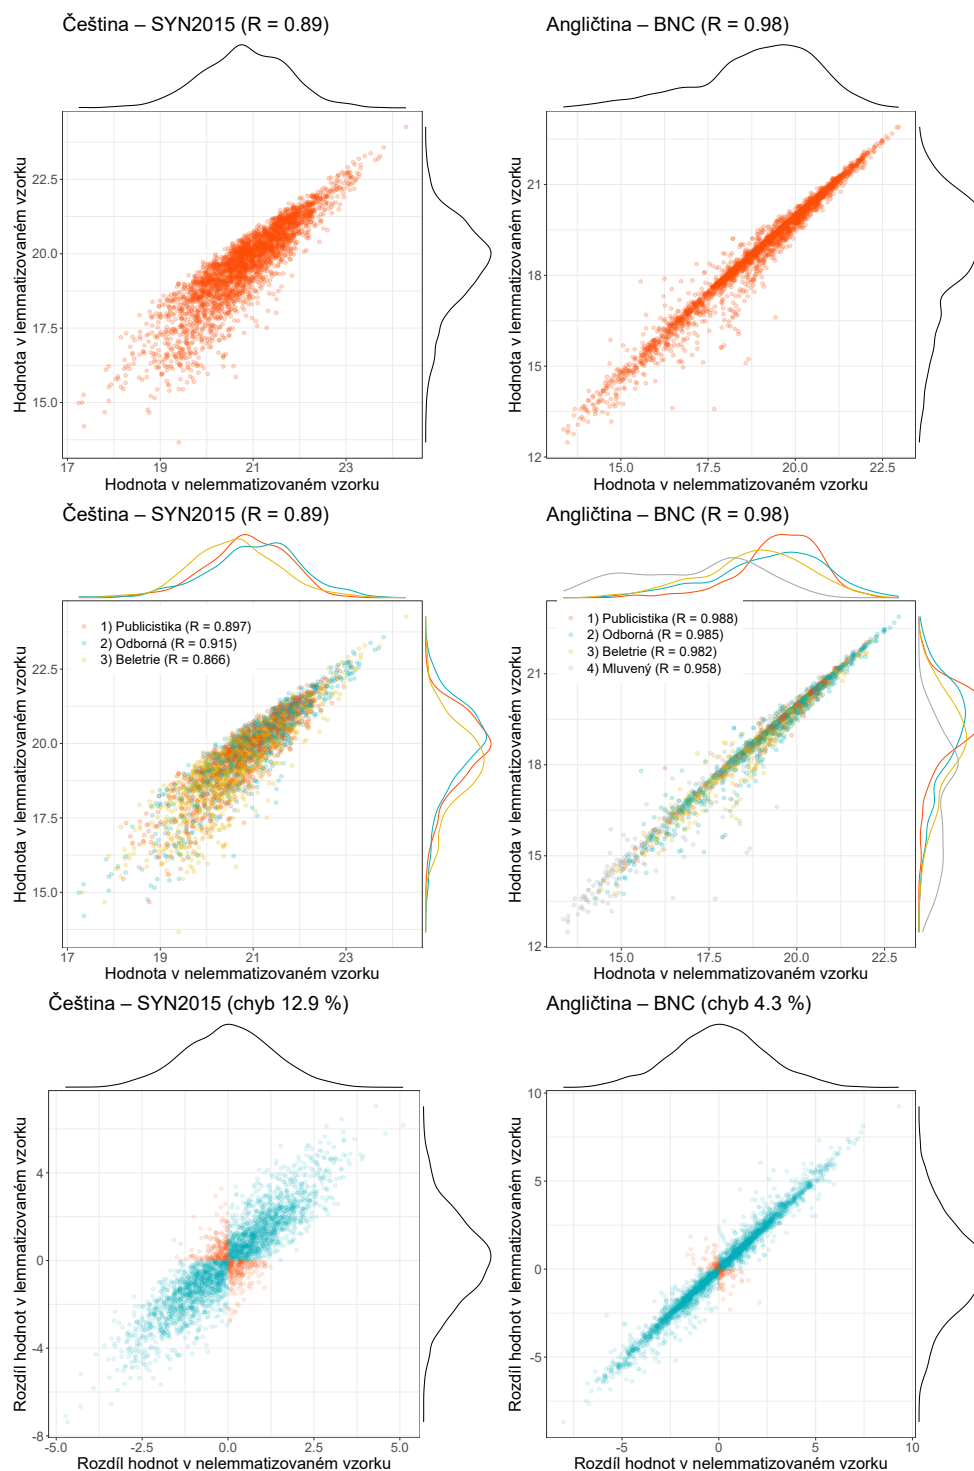 Čeština – SYN2015 (R = 0.89)
Hodnota v lemmatizovaném vzorku
22.5
20.0
17.5
15.0
17
19
21
23
Hodnota v nelemmatizovaném vzorku
Angličtina – BNC (R = 0.98)
Hodnota v lemmatizovaném vzorku
21
18
15
12
15.0
17.5
20.0
22.5
Hodnota v nelemmatizovaném vzorku
Čeština – SYN2015 (R = 0.89)
1) Publicistika (R = 0.897)
2) Odborná (R = 0.915)
3) Beletrie (R = 0.866)
Hodnota v lemmatizovaném vzorku
22.5
20.0
17.5
15.0
17
19
21
23
Hodnota v nelemmatizovaném vzorku
Angličtina – BNC (R = 0.98)
1) Publicistika (R = 0.988)
2) Odborná (R = 0.985)
3) Beletrie (R = 0.982)
4) Mluvený (R = 0.958)
Hodnota v lemmatizovaném vzorku
21
18
15
12
15.0
17.5
20.0
22.5
Hodnota v nelemmatizovaném vzorku
Čeština – SYN2015 (chyb 12.9 %)
Rozdíl hodnot v lemmatizovaném vzorku
4
0
-4
-8
-5.0
-2.5
0.0
2.5
5.0
Rozdíl hodnot v nelemmatizovaném vzorku
Angličtina – BNC (chyb 4.3 %)
Rozdíl hodnot v lemmatizovaném vzorku
10
5
0
-5
-5
0
5
10
Rozdíl hodnot v nelemmatizovaném vzorku